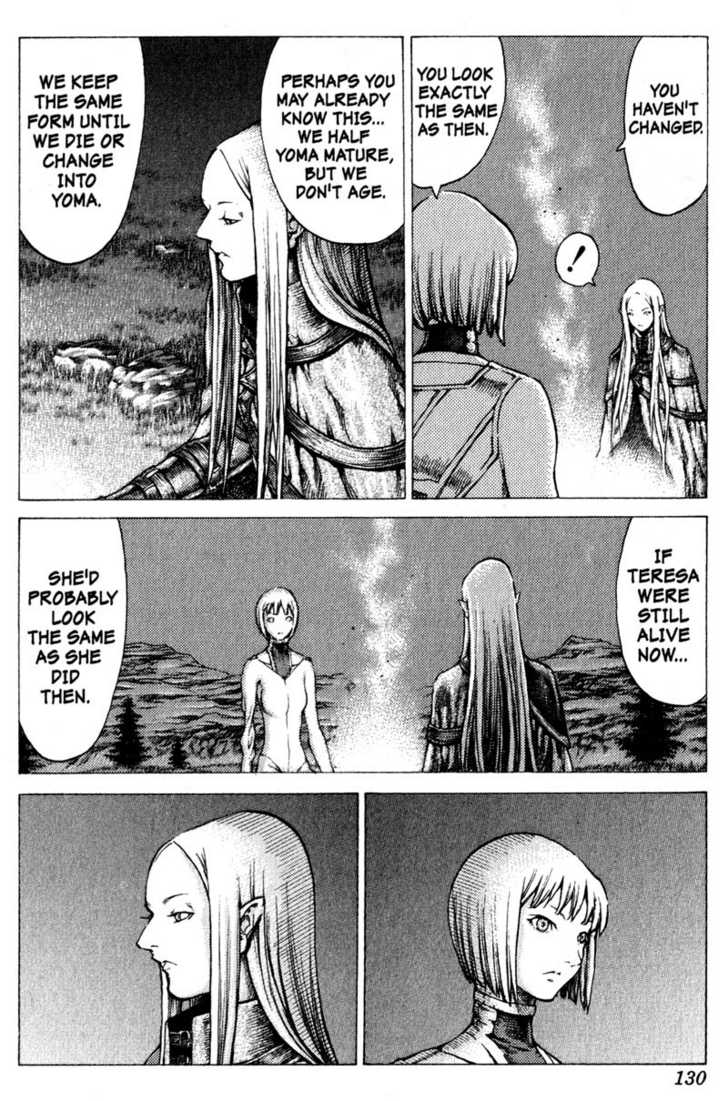 YOU
HAVEN'T
CHANGED.
YOU LOOK
EXACTLY
THE SAME
AS THEN.
!
PERHAPS YOU
MAY ALREADY
KNOW THIS...
WE HALF
YOMA MATURE,
BUT WE
DON'T AGE.
WE KEEP
THE SAME
FORM UNTIL
WE DIE OR
CHANGE
INTO
YOMA.
IF
TERESA
WERE
STILL
ALIVE
NOW...
SHE'D
PROBABLY
LOOK
THE SAME
AS SHE
DID
THEN.
130